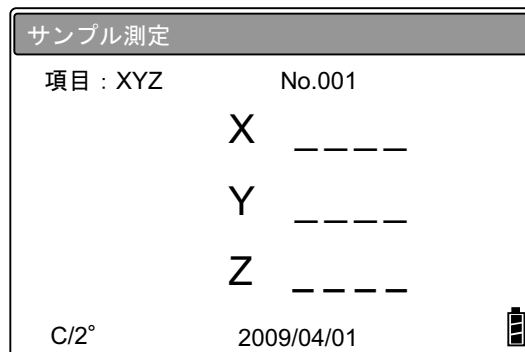 サンプル測定
項目：XYZ No.001
X _ _ _ _
Y _ _ _ _
Z _ _ _ _
C/2° 2009/04/01